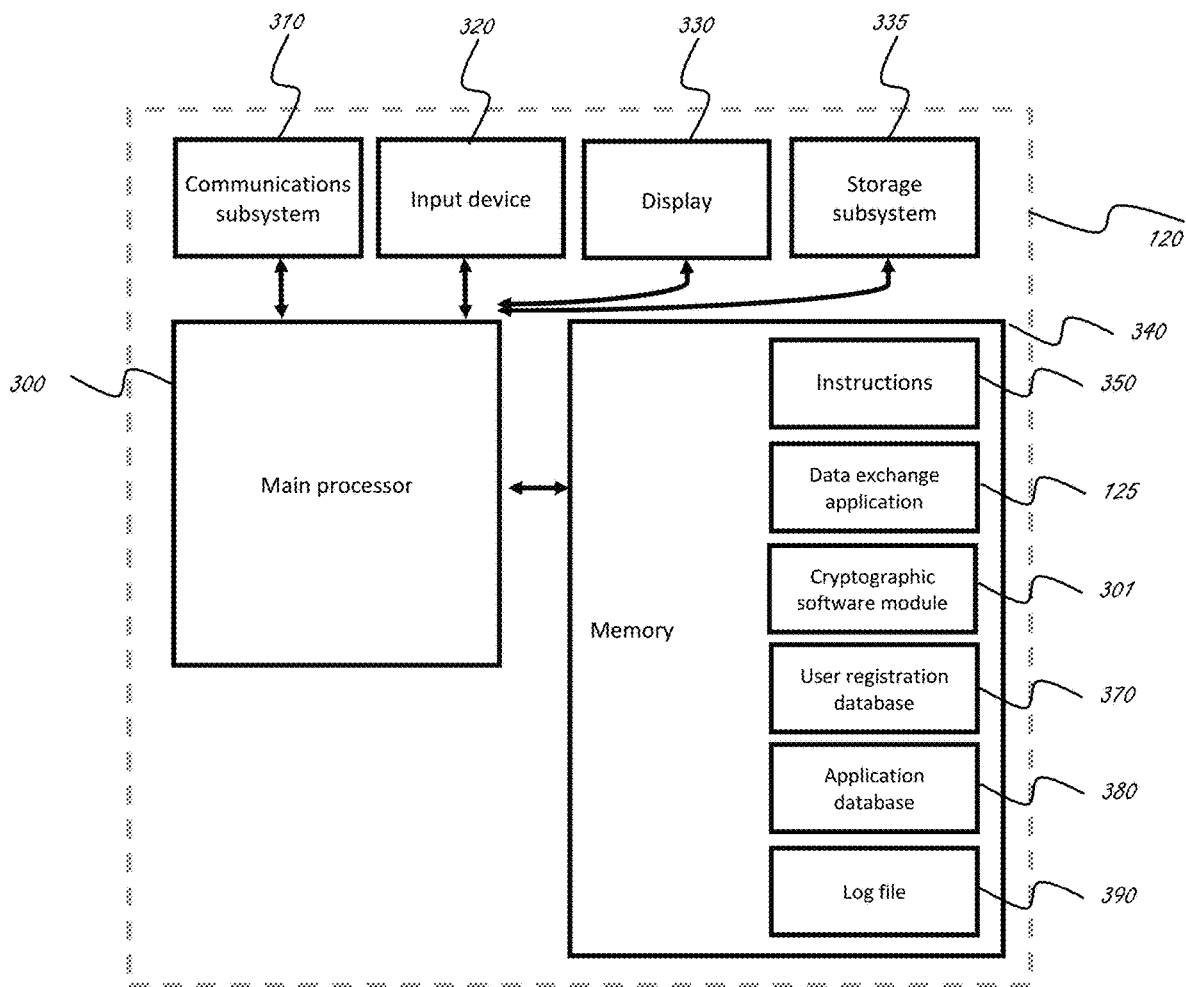 310
320
330
335
Communications
subsystem
Input device
Display
Storage
subsystem
120
340
300
Instructions
350
Main processor
Data exchange
application
125
Cryptographic
software module
301
Memory
User registration
database
370
Application
database
380
Log file
390